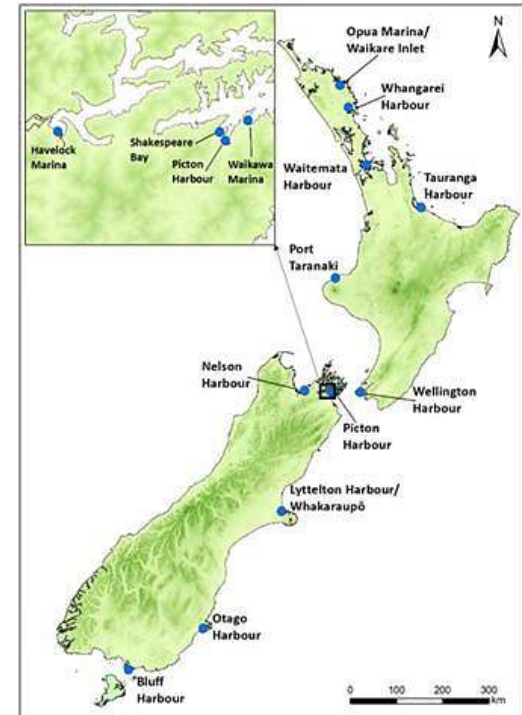 N
Opua Marina/
Waikare Inlet
Whangarei
Harbour
Waitemata
Harbour
Tauranga
Harbour
Port
Taranaki
Havelock
Marina
Shakespeare
Bay
Picton
Harbour
Waikawa
Marina
Nelson
Harbour
Wellington
Harbour
Picton
Harbour
Lyttelton Harbour/
Whakaraupō
Otago
Harbour
Bluff
Harbour
0 100 200 300
km